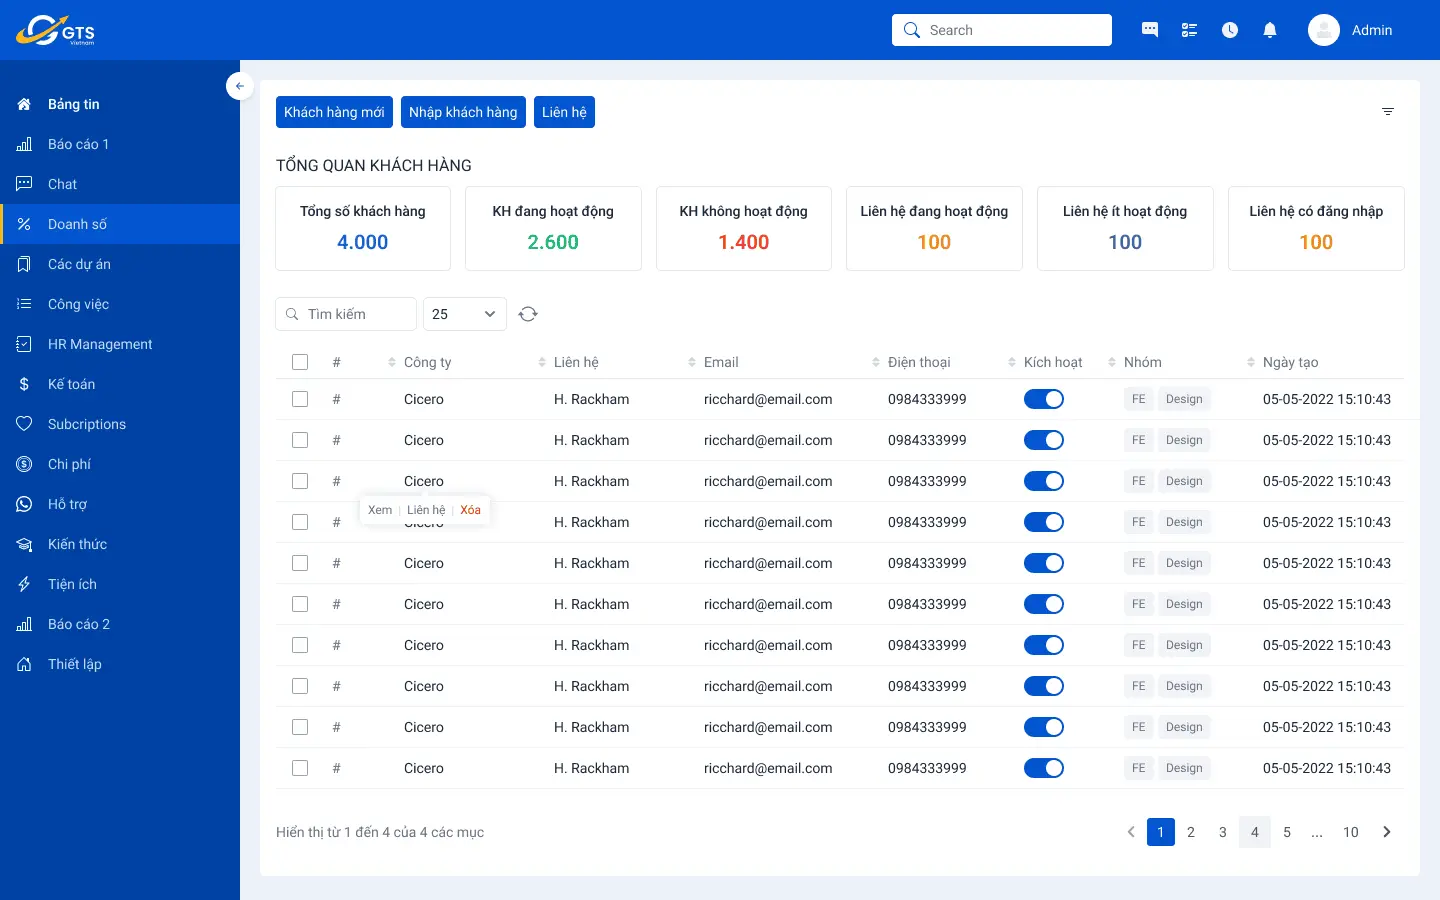 GTS
Vietnam
Search
Admin
Bảng tin
Báo cáo 1
Chat
Doanh số
Các dự án
Công việc
HR Management
Kế toán
Subcriptions
Chi phí
Hỗ trợ
Kiến thức
Tiện ích
Báo cáo 2
Thiết lập
Khách hàng mới Nhập khách hàng Liên hệ
TỔNG QUAN KHÁCH HÀNG
Tổng số khách hàng KH đang hoạt động KH không hoạt động Liên hệ đang hoạt động Liên hệ ít hoạt động Liên hệ có đăng nhập
4.000 2.600 1.400 100 100 100
Tìm kiếm 25
# Công ty Liên hệ Email Điện thoại Kích hoạt Nhóm Ngày tạo
# Cicero H. Rackham ricchard@email.com 0984333999 FE Design 05-05-2022 15:10:43
# Cicero H. Rackham ricchard@email.com 0984333999 FE Design 05-05-2022 15:10:43
# Cicero H. Rackham ricchard@email.com 0984333999 FE Design 05-05-2022 15:10:43
Xem | Liên hệ | Xóa
# Cicero H. Rackham ricchard@email.com 0984333999 FE Design 05-05-2022 15:10:43
# Cicero H. Rackham ricchard@email.com 0984333999 FE Design 05-05-2022 15:10:43
# Cicero H. Rackham ricchard@email.com 0984333999 FE Design 05-05-2022 15:10:43
# Cicero H. Rackham ricchard@email.com 0984333999 FE Design 05-05-2022 15:10:43
# Cicero H. Rackham ricchard@email.com 0984333999 FE Design 05-05-2022 15:10:43
# Cicero H. Rackham ricchard@email.com 0984333999 FE Design 05-05-2022 15:10:43
# Cicero H. Rackham ricchard@email.com 0984333999 FE Design 05-05-2022 15:10:43
Hiển thị từ 1 đến 4 của 4 các mục
1 2 3 4 5 ... 10